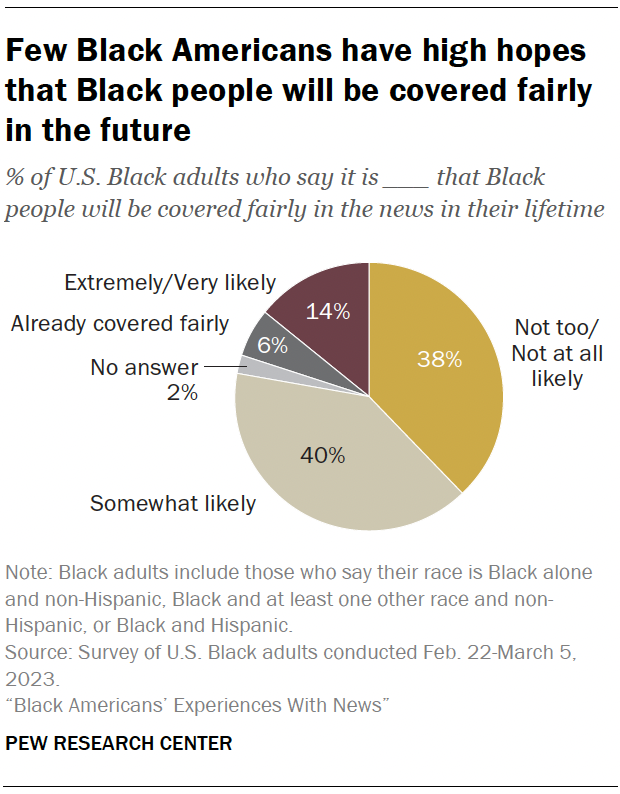 Few Black Americans have high hopes
that Black people will be covered fairly
in the future
% of U.S. Black adults who say it is ____ that Black
people will be covered fairly in the news in their lifetime
Extremely/Very likely
14%
Already covered fairly
6%
No answer
2%
Not too/
Not at all
likely
38%
40%
Somewhat likely
Note: Black adults include those who say their race is Black alone
and non-Hispanic, Black and at least one other race and non-
Hispanic, or Black and Hispanic.
Source: Survey of U.S. Black adults conducted Feb. 22-March 5,
2023.
“Black Americans’ Experiences With News”
PEW RESEARCH CENTER